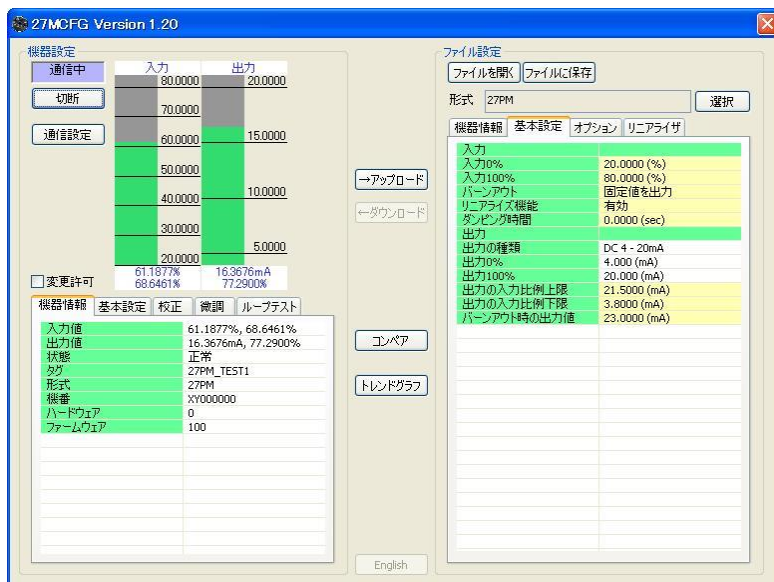 27MCFG Version 1.20
機器設定
通信中
切断
通信設定
入力 出力
80.0000 20.0000
70.0000
60.0000 15.0000
50.0000
40.0000 10.0000
30.0000
20.0000 5.0000
61.1877% 16.3676mA
68.6461% 77.2900%
変更許可
機器情報 基本設定 校正 微調 ループテスト
入力値 61.1877%, 68.6461%
出力値 16.3676mA, 77.2900%
状態 正常
タグ 27PM_TEST1
形式 27PM
機番 XY000000
ハードウェア 0
ファームウェア 100
→アップロード
←ダウンロード
コンペア
トレンドグラフ
English
ファイル設定
ファイルを開く ファイルに保存
形式 27PM 選択
機器情報 基本設定 オプション リニアライザ
入力
入力0% 20.0000 (%)
入力100% 80.0000 (%)
バーンアウト 固定値を出力
リニアライズ機能 有効
ダンピング時間 0.0000 (sec)
出力
出力の種類 DC 4 - 20mA
出力0% 4.000 (mA)
出力100% 20.000 (mA)
出力の入力比例上限 21.5000 (mA)
出力の入力比例下限 3.8000 (mA)
バーンアウト時の出力値 23.0000 (mA)